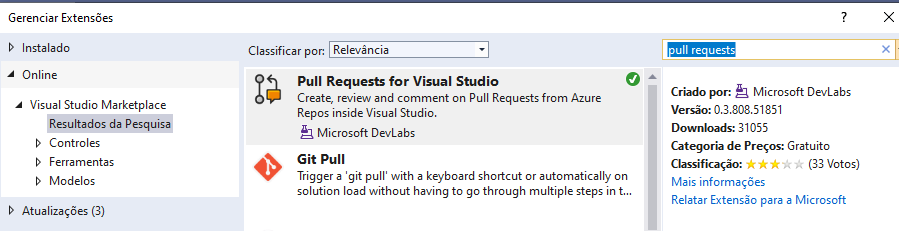 Gerenciar Extensões
? ×
Instalado
Online
Visual Studio Marketplace
Resultados da Pesquisa
Controles
Ferramentas
Modelos
Atualizações (3)
Classificar por: Relevância
Pull Requests for Visual Studio
Create, review and comment on Pull Requests from Azure
Repos inside Visual Studio.
Microsoft DevLabs
Git Pull
Trigger a 'git pull' with a keyboard shortcut or automatically on
solution load without having to go through multiple steps in t...
pull requests
Criado por: Microsoft DevLabs
Versão: 0.3.808.51851
Downloads: 31055
Categoria de Preços: Gratuito
Classificação: (33 Votos)
Mais informações
Relatar Extensão para a Microsoft